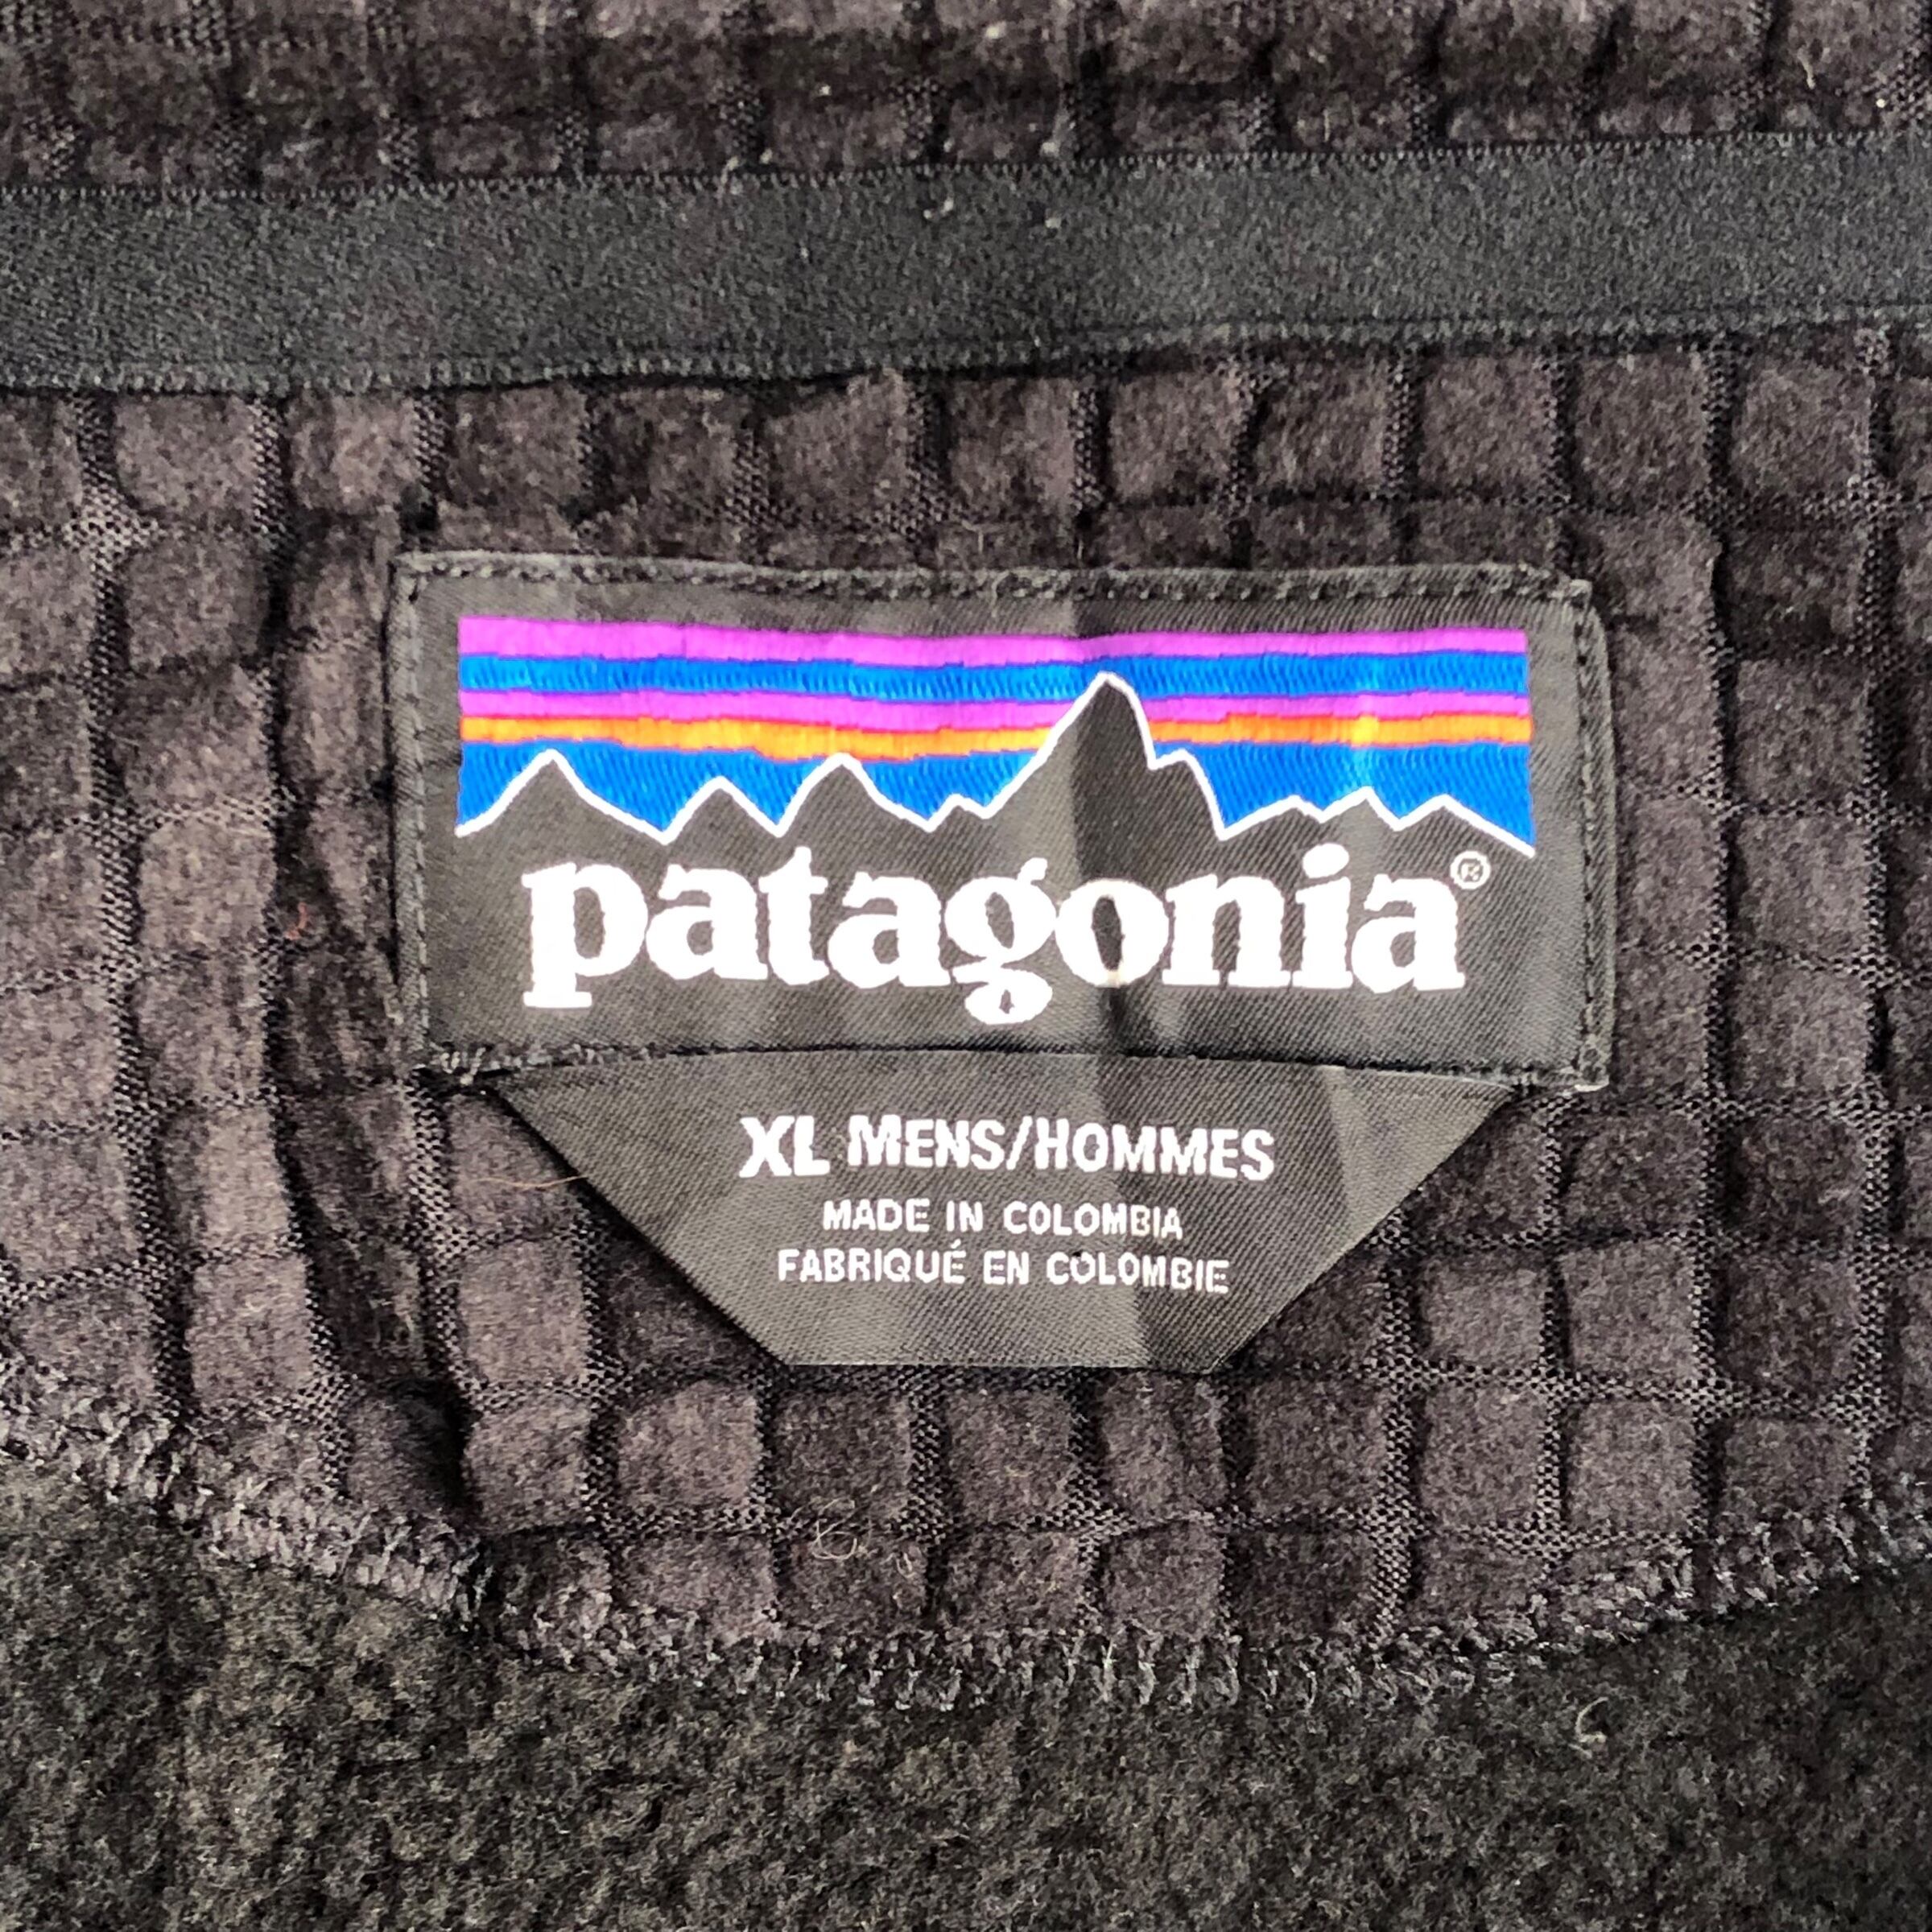 patagonia®
XL MENS/HOMMES
MADE IN COLOMBIA
FABRIQUÉ EN COLOMBIE